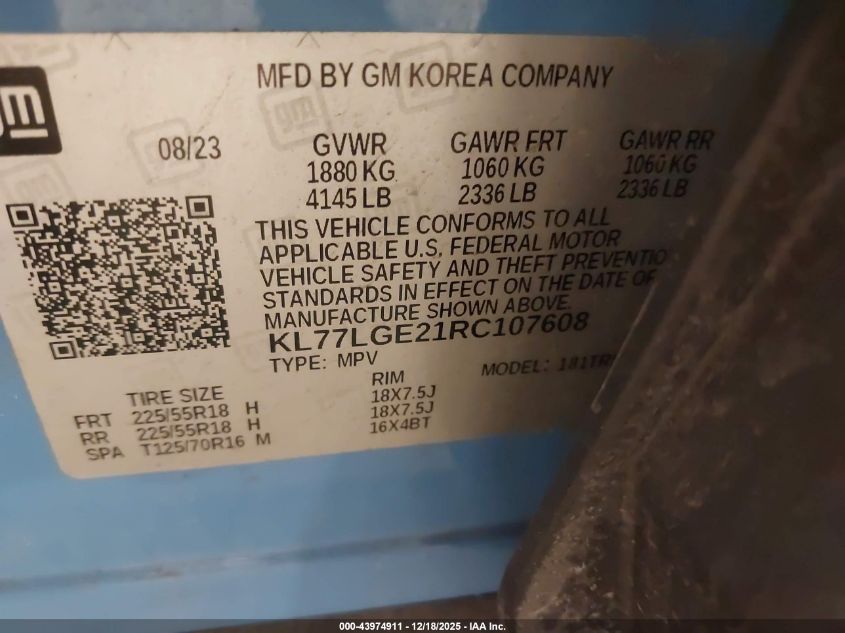 gm
MFD BY GM KOREA COMPANY
08/23 GVWR GAWR FRT GAWR RR
1880 KG 1060 KG 1060 KG
4145 LB 2336 LB 2336 LB
THIS VEHICLE CONFORMS TO ALL
APPLICABLE U.S. FEDERAL MOTOR
VEHICLE SAFETY AND THEFT PREVENTIO
STANDARDS IN EFFECT ON THE DATE OF
MANUFACTURE SHOWN ABOVE.
KL77LGE21RC107608
TYPE: MPV MODEL:
TIRE SIZE RIM
FRT 225/55R18 H 18X7.5J
RR 225/55R18 H 18X7.5J
SPA T125/70R16 M 16X4BT
000-43974911 - 12/18/2025 - IAA Inc.